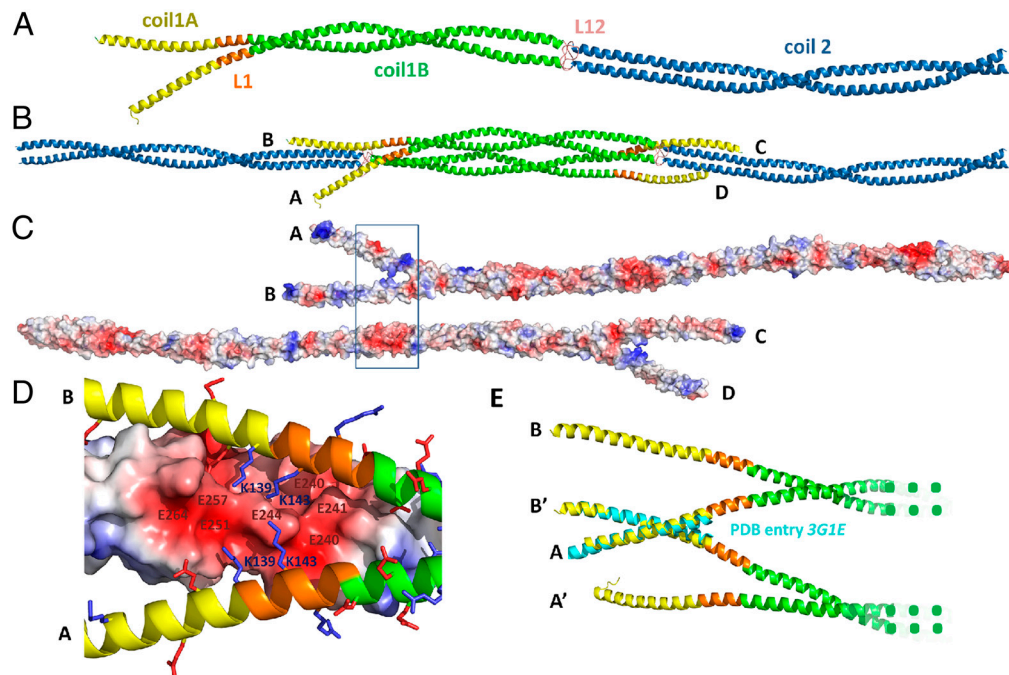 A
coil1A
L1
coil1B
L12
coil 2
B
B
A
C
D
C
A
B
C
D
D
B
A
E257
E264
E251
K139
E240
K143
E244
E241
E240
K139
K143
E
B
B’
A
A’
PDB entry 3G1E